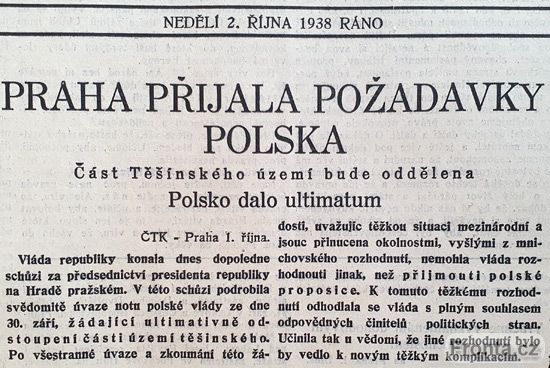 NEDĚLÍ 2. ŘÍJNA 1938 RÁNO
PRAHA PŘIJALA POŽADAVKY
POLSKA
Část Těšínského území bude oddělena
Polsko dalo ultimatum
ČTK - Praha 1. října.
Vláda republiky konala dnes dopoledne
schůzi za předsednictví presidenta republiky
na Hradě pražském. V této schůzi podrobila
svědomitě úvaze notu polské vlády ze dne
30. září, žádající ultimativně od-
stoupení části území těšínského.
Po všestranné úvaze a zkoumání této žá-
dosti, uvažujíc těžkou situaci mezinárodní a
jsouc přinucena okolnostmi, vyšlými z mni-
chovského rozhodnutí, nemohla vláda roz-
hodnouti jinak, než přijmouti polské
proposice. K tomuto těžkému rozhod-
nutí odhodlala se vláda s plným souhlasem
odpovědných činitelů politických stran.
Učinila tak u vědomí, že jiné rozhodnutí bylo
by vedlo k novým těžkým komplikacím.
Fronta.cz